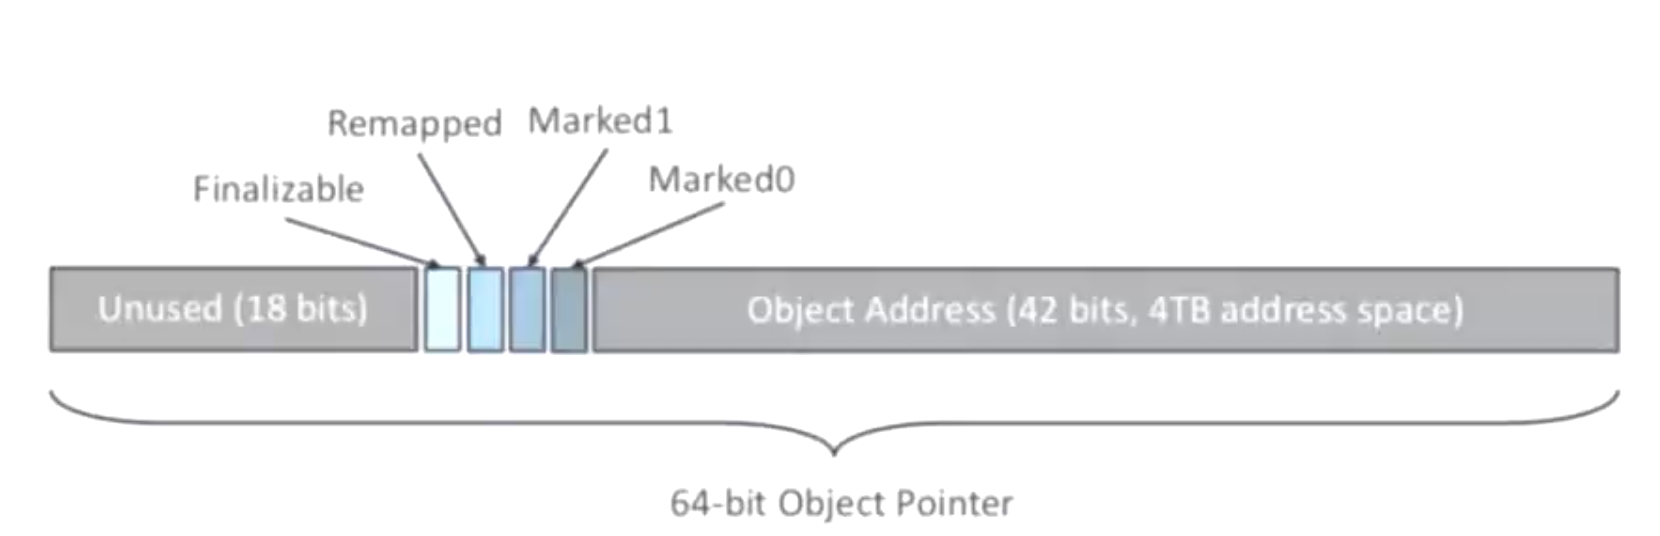 Remapped Marked1
Finalizable
Marked0
Unused (18 bits)
Object Address (42 bits, 4TB address space)
64-bit Object Pointer